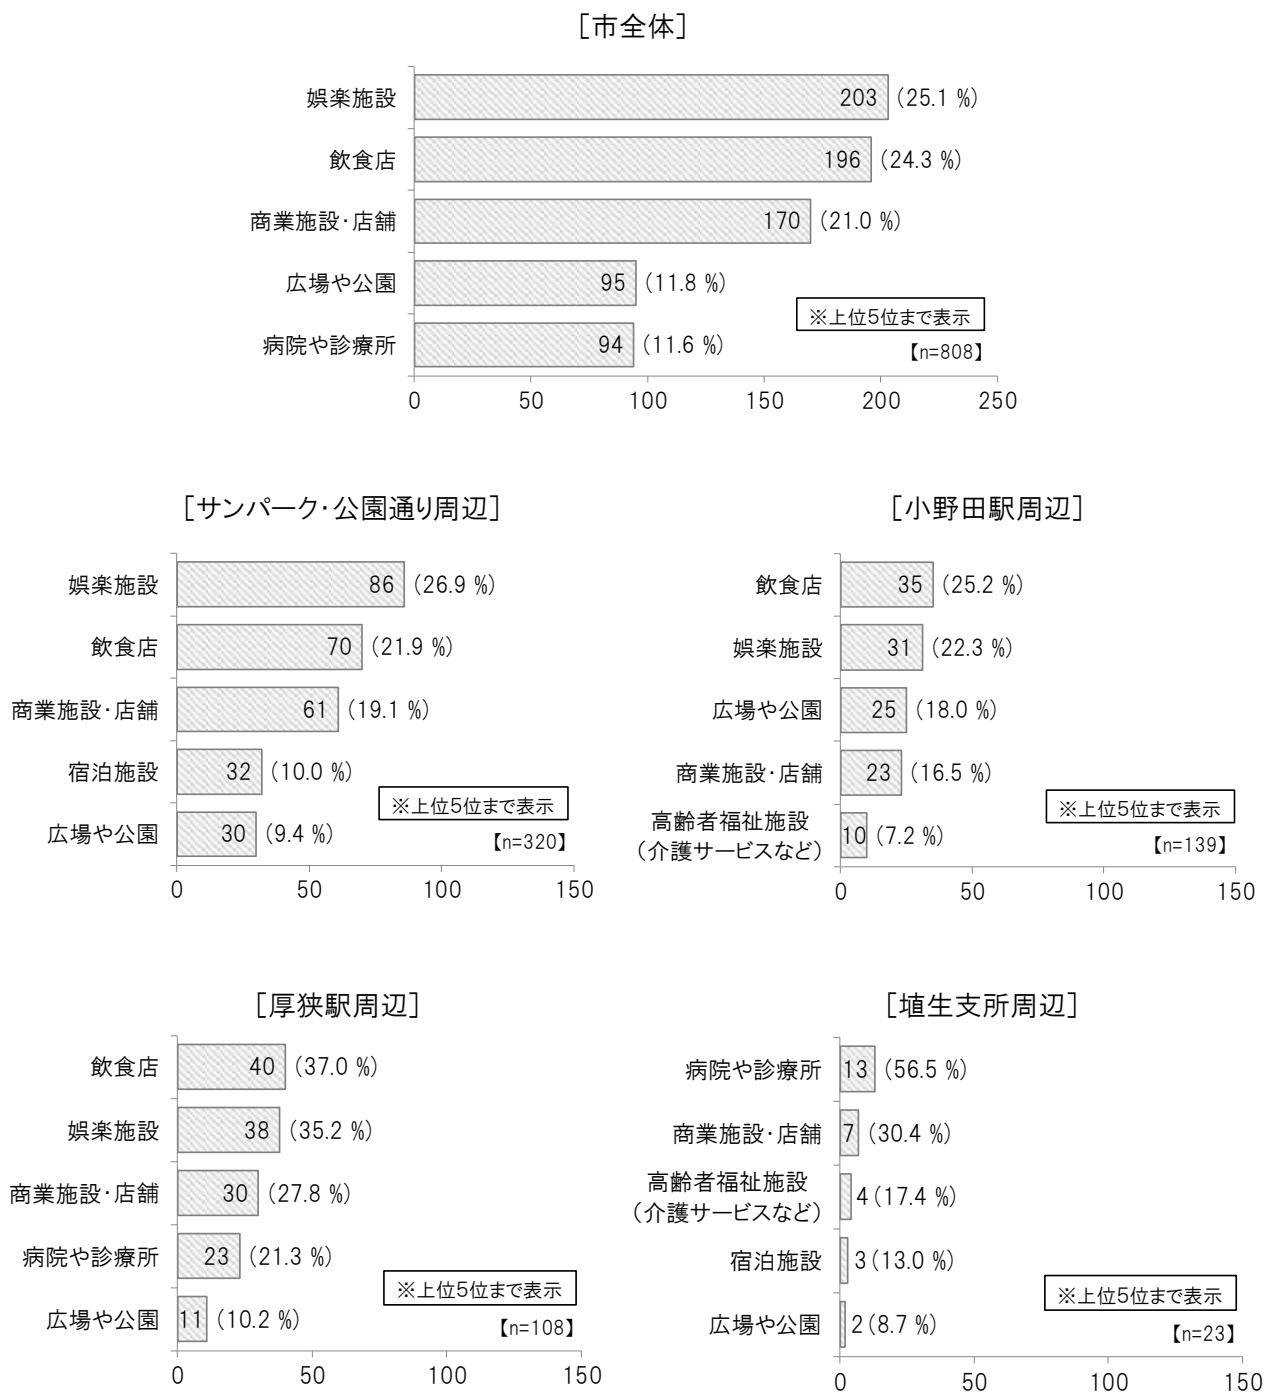 ［市全体］
娯楽施設 203 （25.1 %）
飲食店 196 （24.3 %）
商業施設・店舗 170 （21.0 %）
広場や公園 95 （11.8 %）
病院や診療所 94 （11.6 %）
※上位5位まで表示
【n=808】
0 50 100 150 200 250
［サンパーク・公園通り周辺］
娯楽施設 86 （26.9 %）
飲食店 70 （21.9 %）
商業施設・店舗 61 （19.1 %）
宿泊施設 32 （10.0 %）
広場や公園 30 （9.4 %）
※上位5位まで表示
【n=320】
0 50 100 150
［小野田駅周辺］
飲食店 35 （25.2 %）
娯楽施設 31 （22.3 %）
広場や公園 25 （18.0 %）
商業施設・店舗 23 （16.5 %）
高齢者福祉施設
（介護サービスなど） 10 （7.2 %）
※上位5位まで表示
【n=139】
0 50 100 150
［厚狭駅周辺］
飲食店 40 （37.0 %）
娯楽施設 38 （35.2 %）
商業施設・店舗 30 （27.8 %）
病院や診療所 23 （21.3 %）
広場や公園 11 （10.2 %）
※上位5位まで表示
【n=108】
0 50 100 150
［埴生支所周辺］
病院や診療所 13 （56.5 %）
商業施設・店舗 7 （30.4 %）
高齢者福祉施設
（介護サービスなど） 4 （17.4 %）
宿泊施設 3 （13.0 %）
広場や公園 2 （8.7 %）
※上位5位まで表示
【n=23】
0 50 100 150